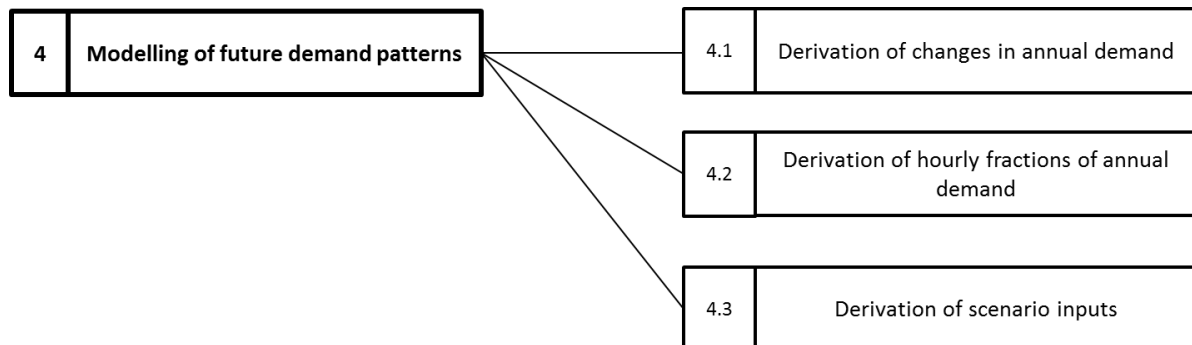 4 Modelling of future demand patterns
4.1 Derivation of changes in annual demand
4.2 Derivation of hourly fractions of annual
demand
4.3 Derivation of scenario inputs